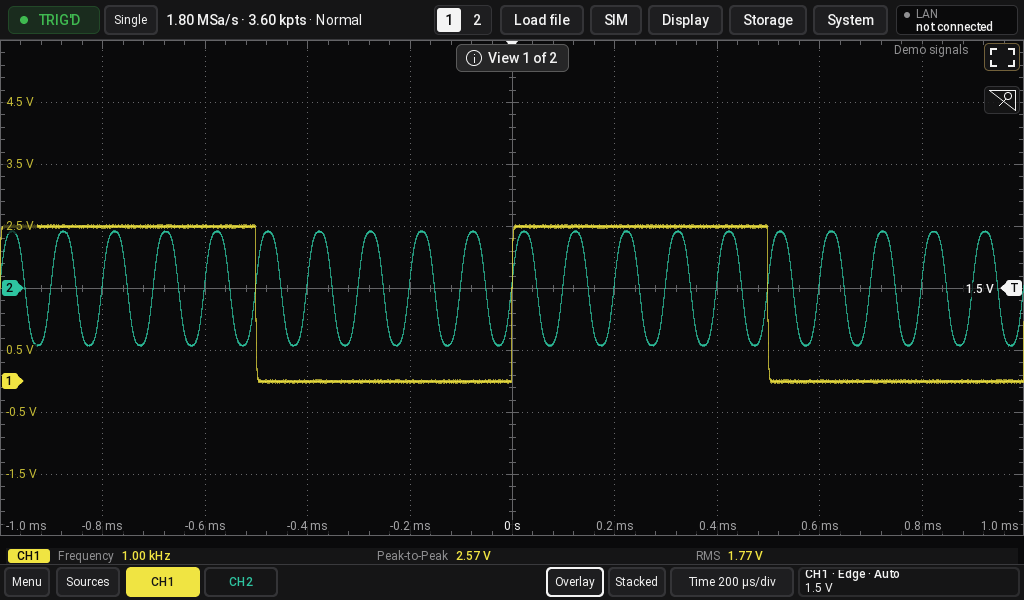 TRIG'D Single 1.80 MSa/s · 3.60 kpts · Normal 1 2 Load file SIM Display Storage System LAN
not connected
View 1 of 2
Demo signals
4.5 V
3.5 V
2.5 V
2 1.5 V T
0.5 V
1
-0.5 V
-1.5 V
-1.0 ms -0.8 ms -0.6 ms -0.4 ms -0.2 ms 0 s 0.2 ms 0.4 ms 0.6 ms 0.8 ms 1.0 ms
CH1 Frequency 1.00 kHz Peak-to-Peak 2.57 V RMS 1.77 V
Menu Sources CH1 CH2 Overlay Stacked Time 200 µs/div CH1 · Edge · Auto
1.5 V